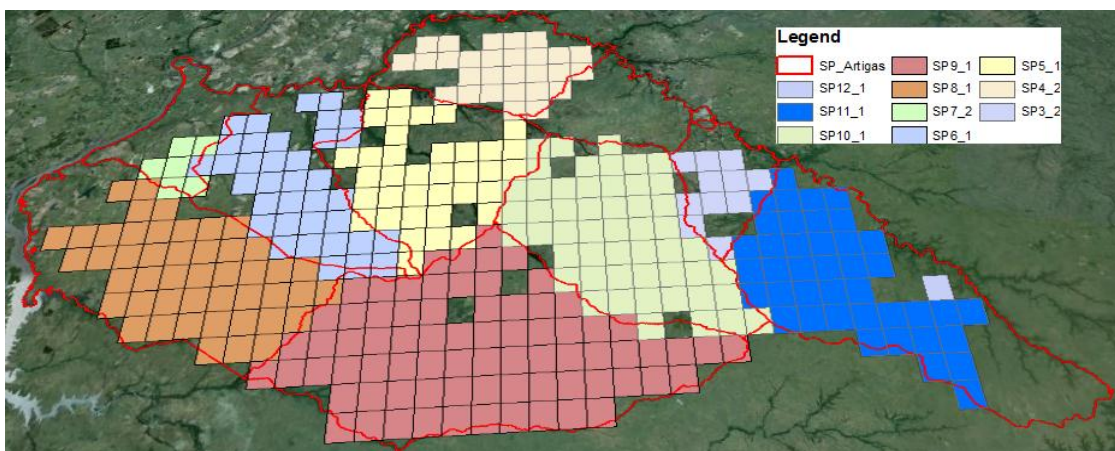 Legend
SP_Artigas SP9_1 SP5_1
SP12_1 SP8_1 SP4_2
SP11_1 SP7_2 SP3_2
SP10_1 SP6_1